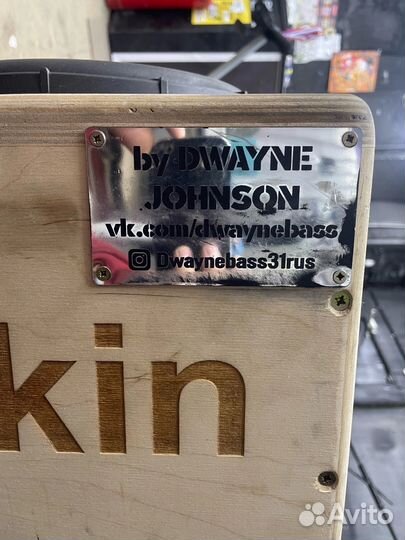 by DWAYNE
JOHNSON
vk.com/dwaynebass
Dwaynebass31rus
kin
Avito